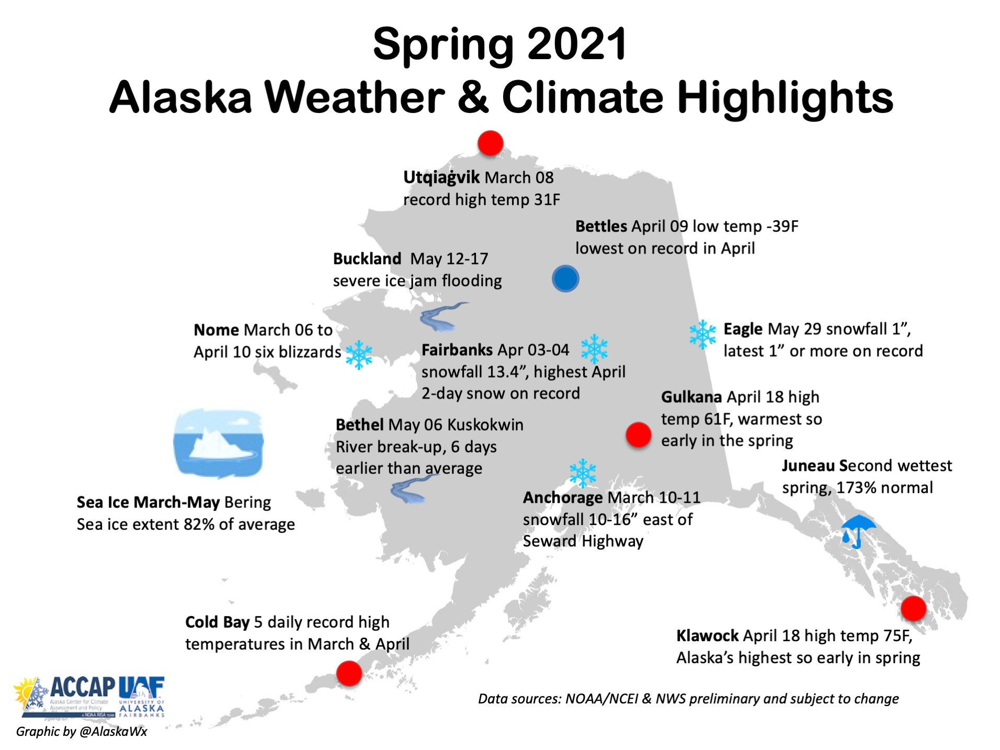 Spring 2021
Alaska Weather & Climate Highlights
Utqiaġvik March 08
record high temp 31F
Bettles April 09 low temp -39F
lowest on record in April
Buckland May 12-17
severe ice jam flooding
Nome March 06 to
April 10 six blizzards
Eagle May 29 snowfall 1”,
latest 1” or more on record
Fairbanks Apr 03-04
snowfall 13.4”, highest April
2-day snow on record
Gulkana April 18 high
temp 61F, warmest so
early in the spring
Bethel May 06 Kuskokwin
River break-up, 6 days
earlier than average
Juneau Second wettest
spring, 173% normal
Anchorage March 10-11
snowfall 10-16” east of
Seward Highway
Sea Ice March-May Bering
Sea ice extent 82% of average
Cold Bay 5 daily record high
temperatures in March & April
Klawock April 18 high temp 75F,
Alaska’s highest so early in spring
ACCAP
Alaska Center for Climate
Assessment and Policy
A NOAA RISA TEAM
UAF
UNIVERSITY OF
ALASKA
FAIRBANKS
Data sources: NOAA/NCEI & NWS preliminary and subject to change
Graphic by @AlaskaWx